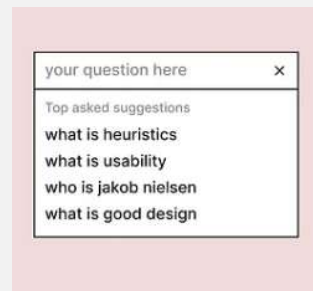 your question here ×
Top asked suggestions
what is heuristics
what is usability
who is jakob nielsen
what is good design